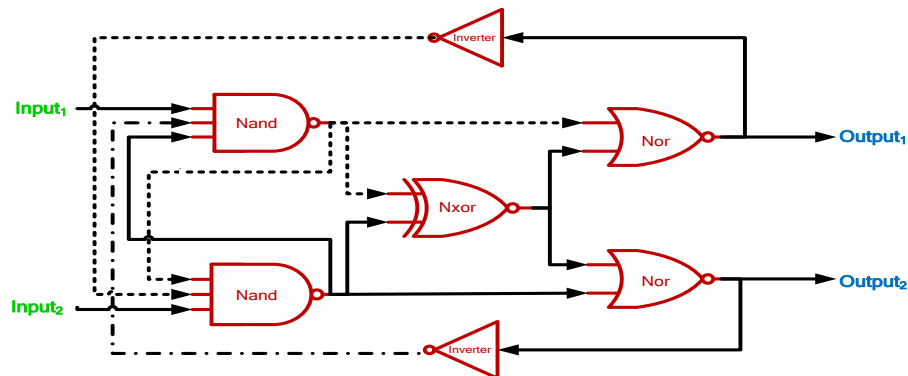 Inverter
Input₁
Nand
Nor
Output₁
Nxor
Nand
Nor
Output₂
Input₂
Inverter